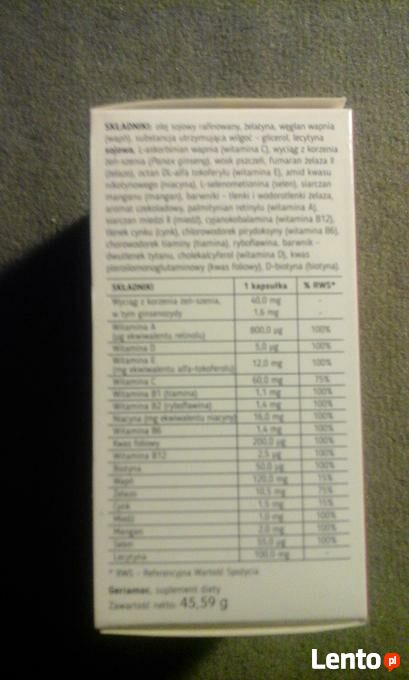 SKŁADNIKI: olej sojowy rafinowany, żelatyna, węglan wapnia
(wapń), substancja utrzymująca wilgoć - glicerol, lecytyna
sojowa, L-askorbinian wapnia (witamina C), wyciąg z korzenia
żeń-szenia (Panax ginseng), wosk pszczeli, fumaran żelaza II
(żelazo), octan DL-alfa tokoferylu (witamina E), amid kwasu
nikotynowego (niacyna), L-selenometionina (selen), siarczan
manganu (mangan), barwniki - tlenki i wodorotlenki żelaza,
aromat czekoladowy, palmitynian retinylu (witamina A),
siarczan miedzi II (miedź), cyjanokobalamina (witamina B12),
tlenek cynku (cynk), chlorowodorek pirydoksyny (witamina B6),
chlorowodorek tiaminy (tiamina), ryboflawina, barwnik -
dwutlenek tytanu, cholekalcyferol (witamina D), kwas
pteroilomonoglutaminowy (kwas foliowy), D-biotyna (biotyna).
SKŁADNIKI 1 kapsułka % RWS*
Wyciąg z korzenia żeń-szenia, 40,0 mg -
w tym ginsenozydy 1,6 mg -
Witamina A
(µg ekwiwalentu retinolu) 800,0 µg 100%
Witamina D 5,0 µg 100%
Witamina E
(mg ekwiwalentu alfa-tokoferolu) 12,0 mg 100%
Witamina C 60,0 mg 75%
Witamina B1 (tiamina) 1,1 mg 100%
Witamina B2 (ryboflawina) 1,4 mg 100%
Niacyna (mg ekwiwalentu niacyny) 16,0 mg 100%
Witamina B6 1,4 mg 100%
Kwas foliowy 200,0 µg 100%
Witamina B12 2,5 µg 100%
Biotyna 50,0 µg 100%
Wapń 120,0 mg 15%
Żelazo 10,5 mg 75%
Cynk 1,5 mg 15%
Miedź 1,0 mg 100%
Mangan 2,0 mg 100%
Selen 55,0 µg 100%
Lecytyna 100,0 mg -
* RWS - Referencyjna Wartość Spożycia
Geriamac, suplement diety
Zawartość netto: 45,59 g
Lento.pl